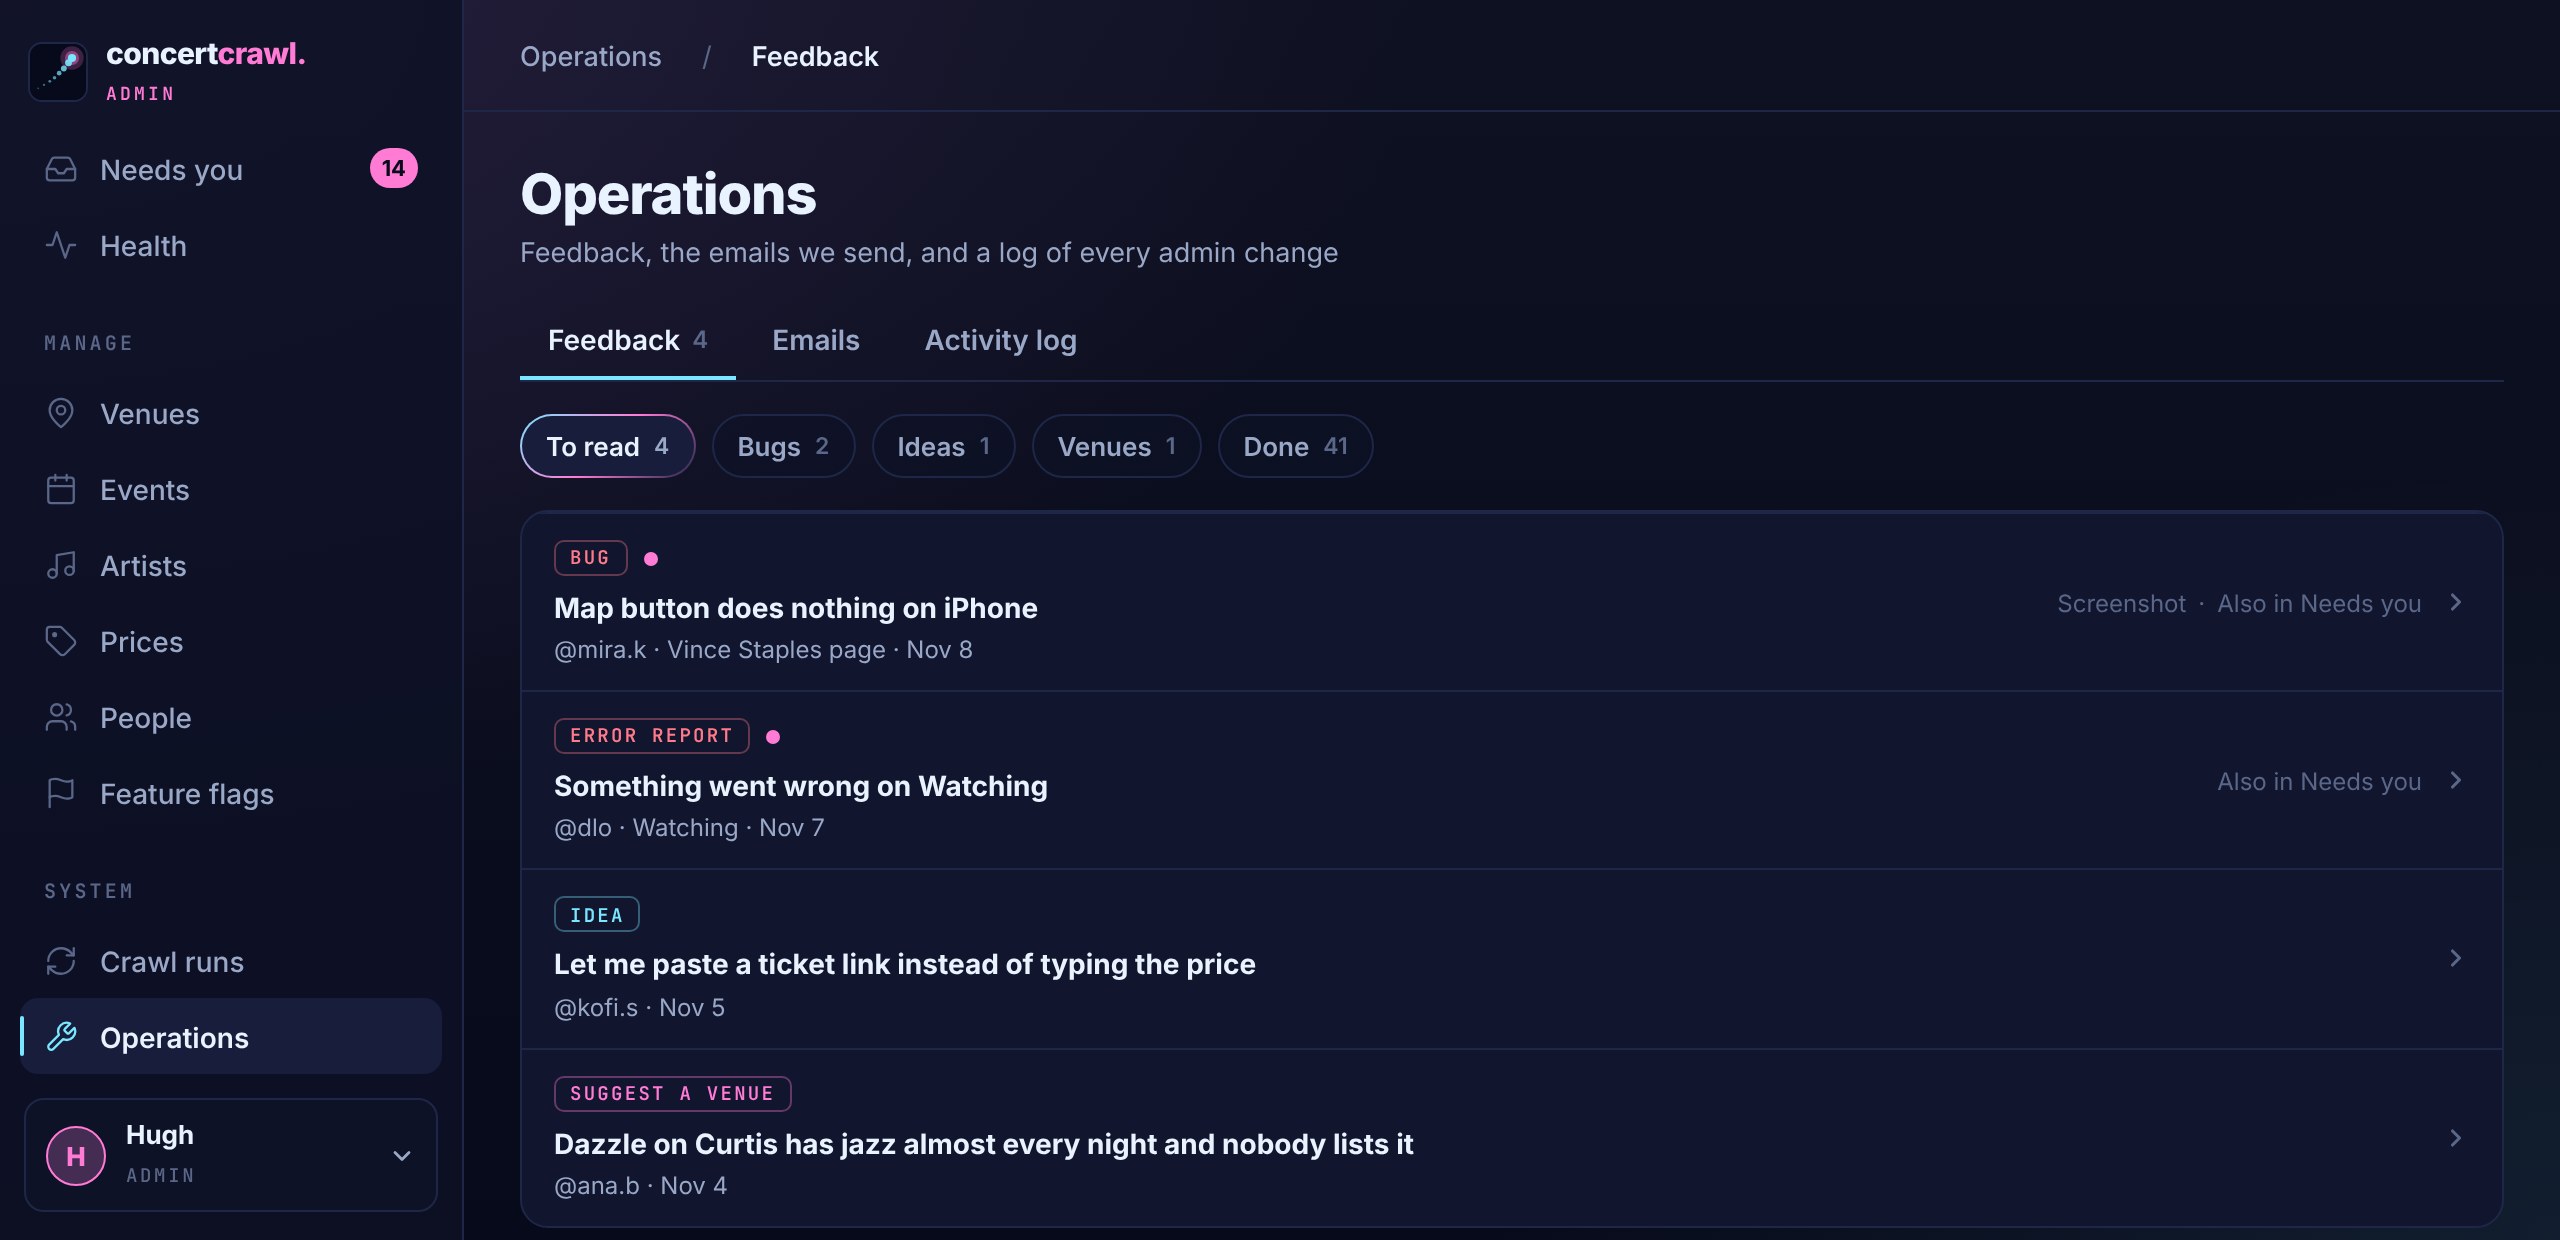 concertcrawl.
ADMIN
Needs you 14
Health
MANAGE
Venues
Events
Artists
Prices
People
Feature flags
SYSTEM
Crawl runs
Operations
H
Hugh
ADMIN
Operations / Feedback
Operations
Feedback, the emails we send, and a log of every admin change
Feedback 4 Emails Activity log
To read 4 Bugs 2 Ideas 1 Venues 1 Done 41
BUG
Map button does nothing on iPhone
@mira.k · Vince Staples page · Nov 8
Screenshot · Also in Needs you
ERROR REPORT
Something went wrong on Watching
@dlo · Watching · Nov 7
Also in Needs you
IDEA
Let me paste a ticket link instead of typing the price
@kofi.s · Nov 5
SUGGEST A VENUE
Dazzle on Curtis has jazz almost every night and nobody lists it
@ana.b · Nov 4